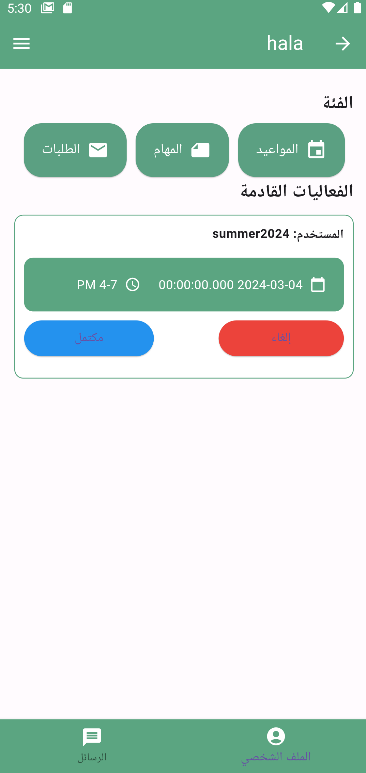 5:30
hala
الفئة
المواعيد
المهام
الطلبات
الفعاليات القادمة
المستخدم: summer2024
2024-03-04 00:00:00.000
4-7 PM
الغاء
مكتمل
الملف الشخصي
الرسائل